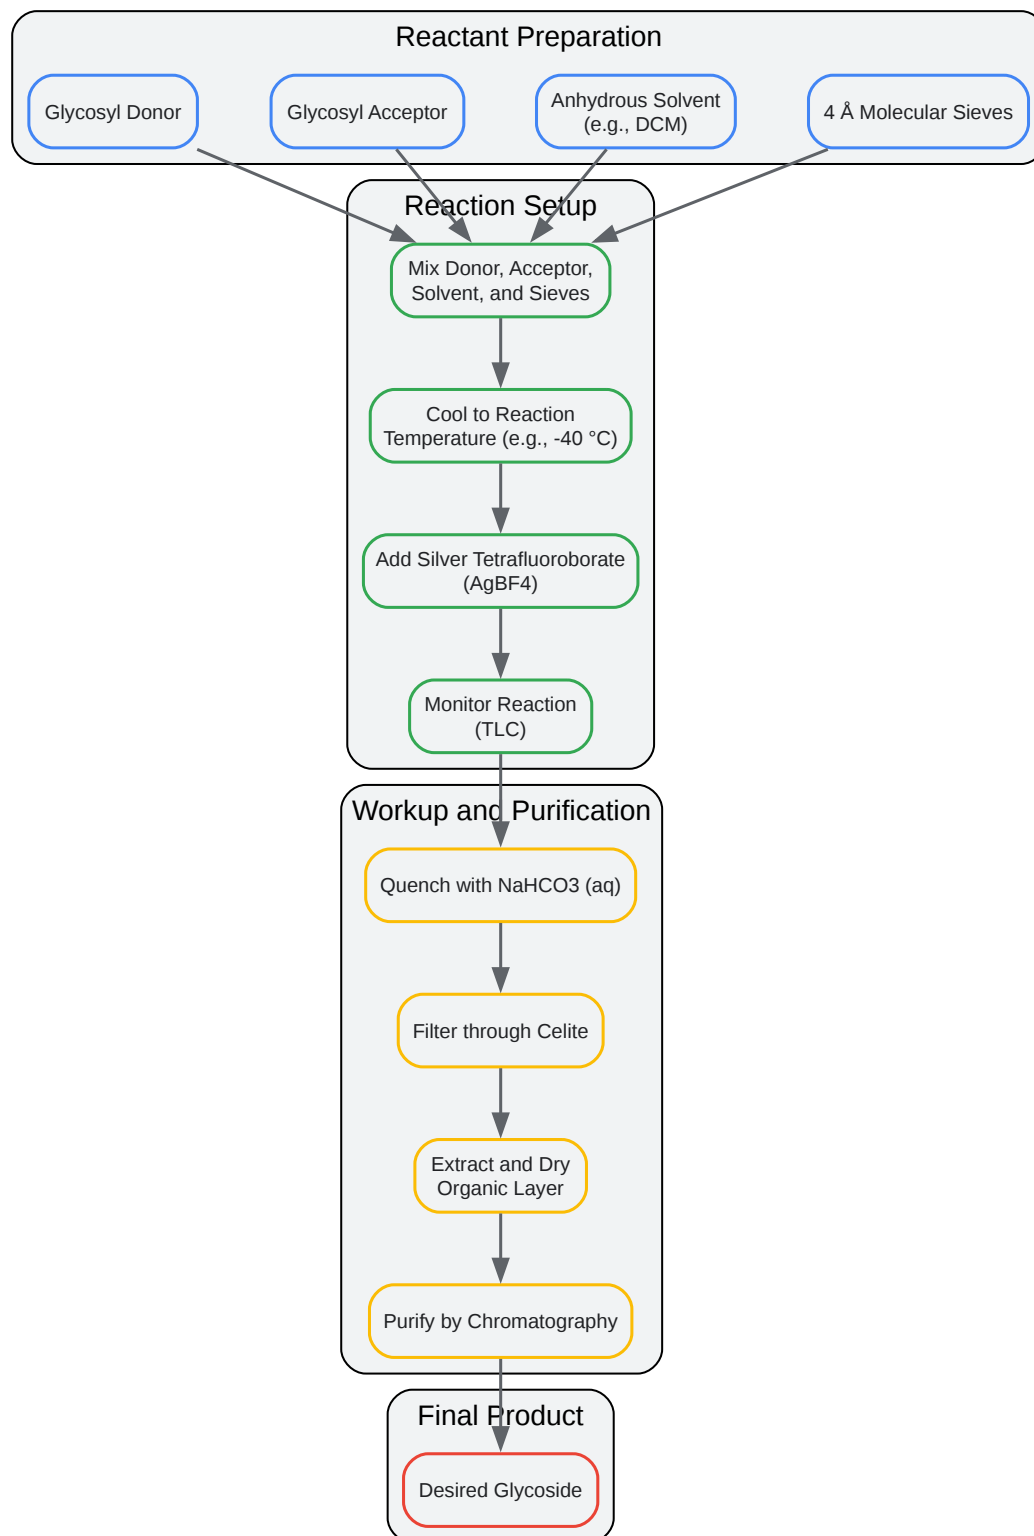 Reactant Preparation
Glycosyl Donor
Glycosyl Acceptor
Anhydrous Solvent
(e.g., DCM)
4 Å Molecular Sieves
Reaction Setup
Mix Donor, Acceptor,
Solvent, and Sieves
Cool to Reaction
Temperature (e.g., -40 °C)
Add Silver Tetrafluoroborate
(AgBF4)
Monitor Reaction
(TLC)
Workup and Purification
Quench with NaHCO3 (aq)
Filter through Celite
Extract and Dry
Organic Layer
Purify by Chromatography
Final Product
Desired Glycoside